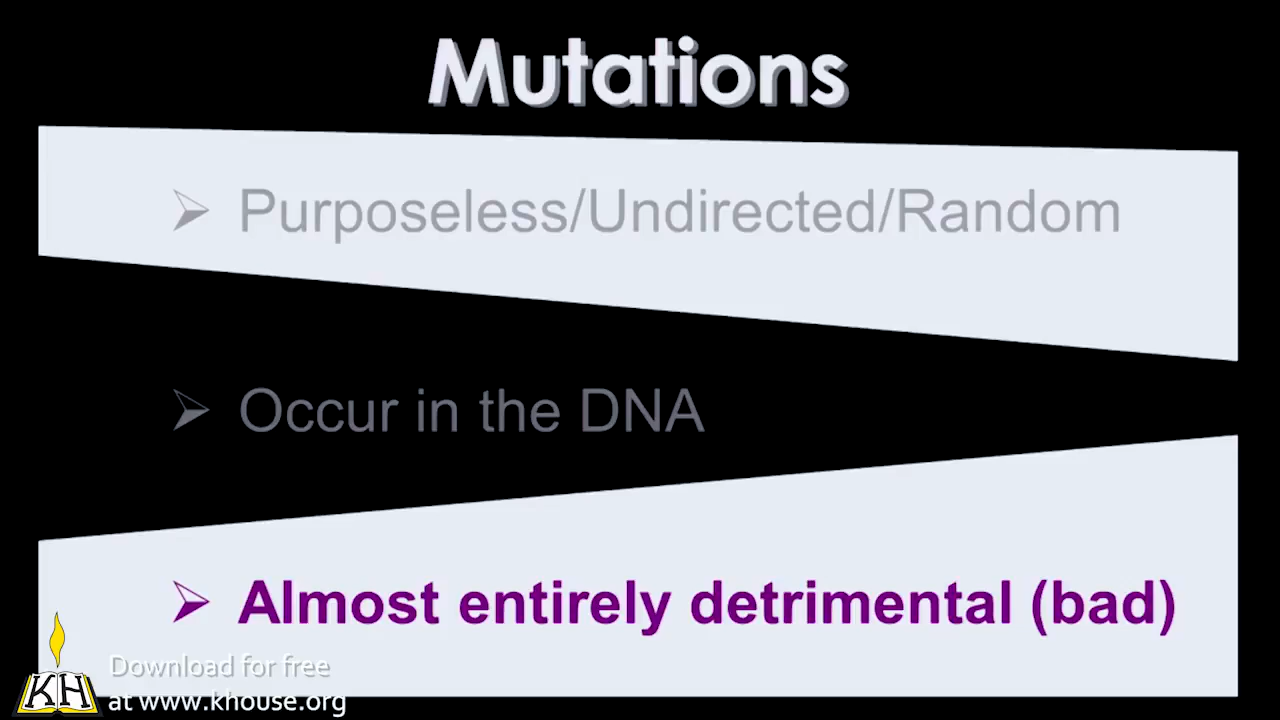 Mutations
➢ Purposeless/Undirected/Random
➢ Occur in the DNA
➢ Almost entirely detrimental (bad)
KH
Download for free
at www.khouse.org